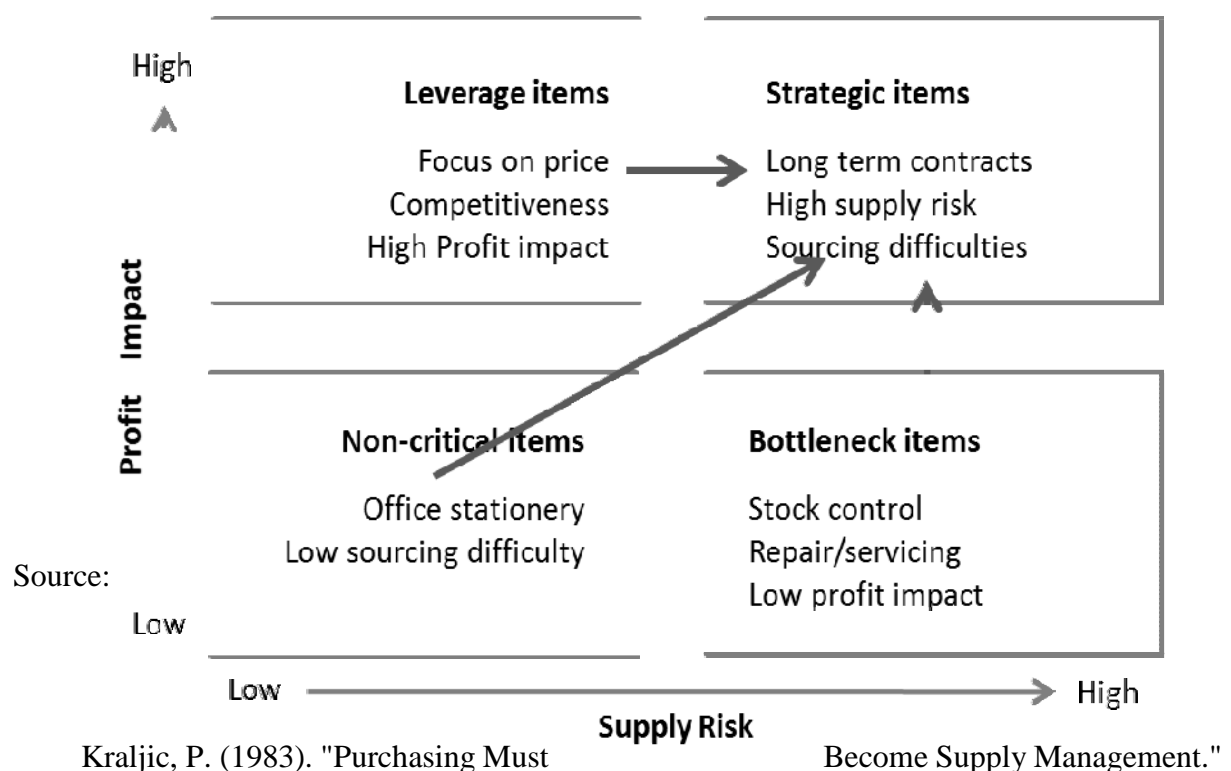 High
Leverage items
Focus on price
Competitiveness
High Profit impact
Strategic items
Long term contracts
High supply risk
Sourcing difficulties
Profit Impact
Non-critical items
Office stationery
Low sourcing difficulty
Bottleneck items
Stock control
Repair/servicing
Low profit impact
Source:
Low
Low
High
Supply Risk
Kraljic, P. (1983). "Purchasing Must Become Supply Management."